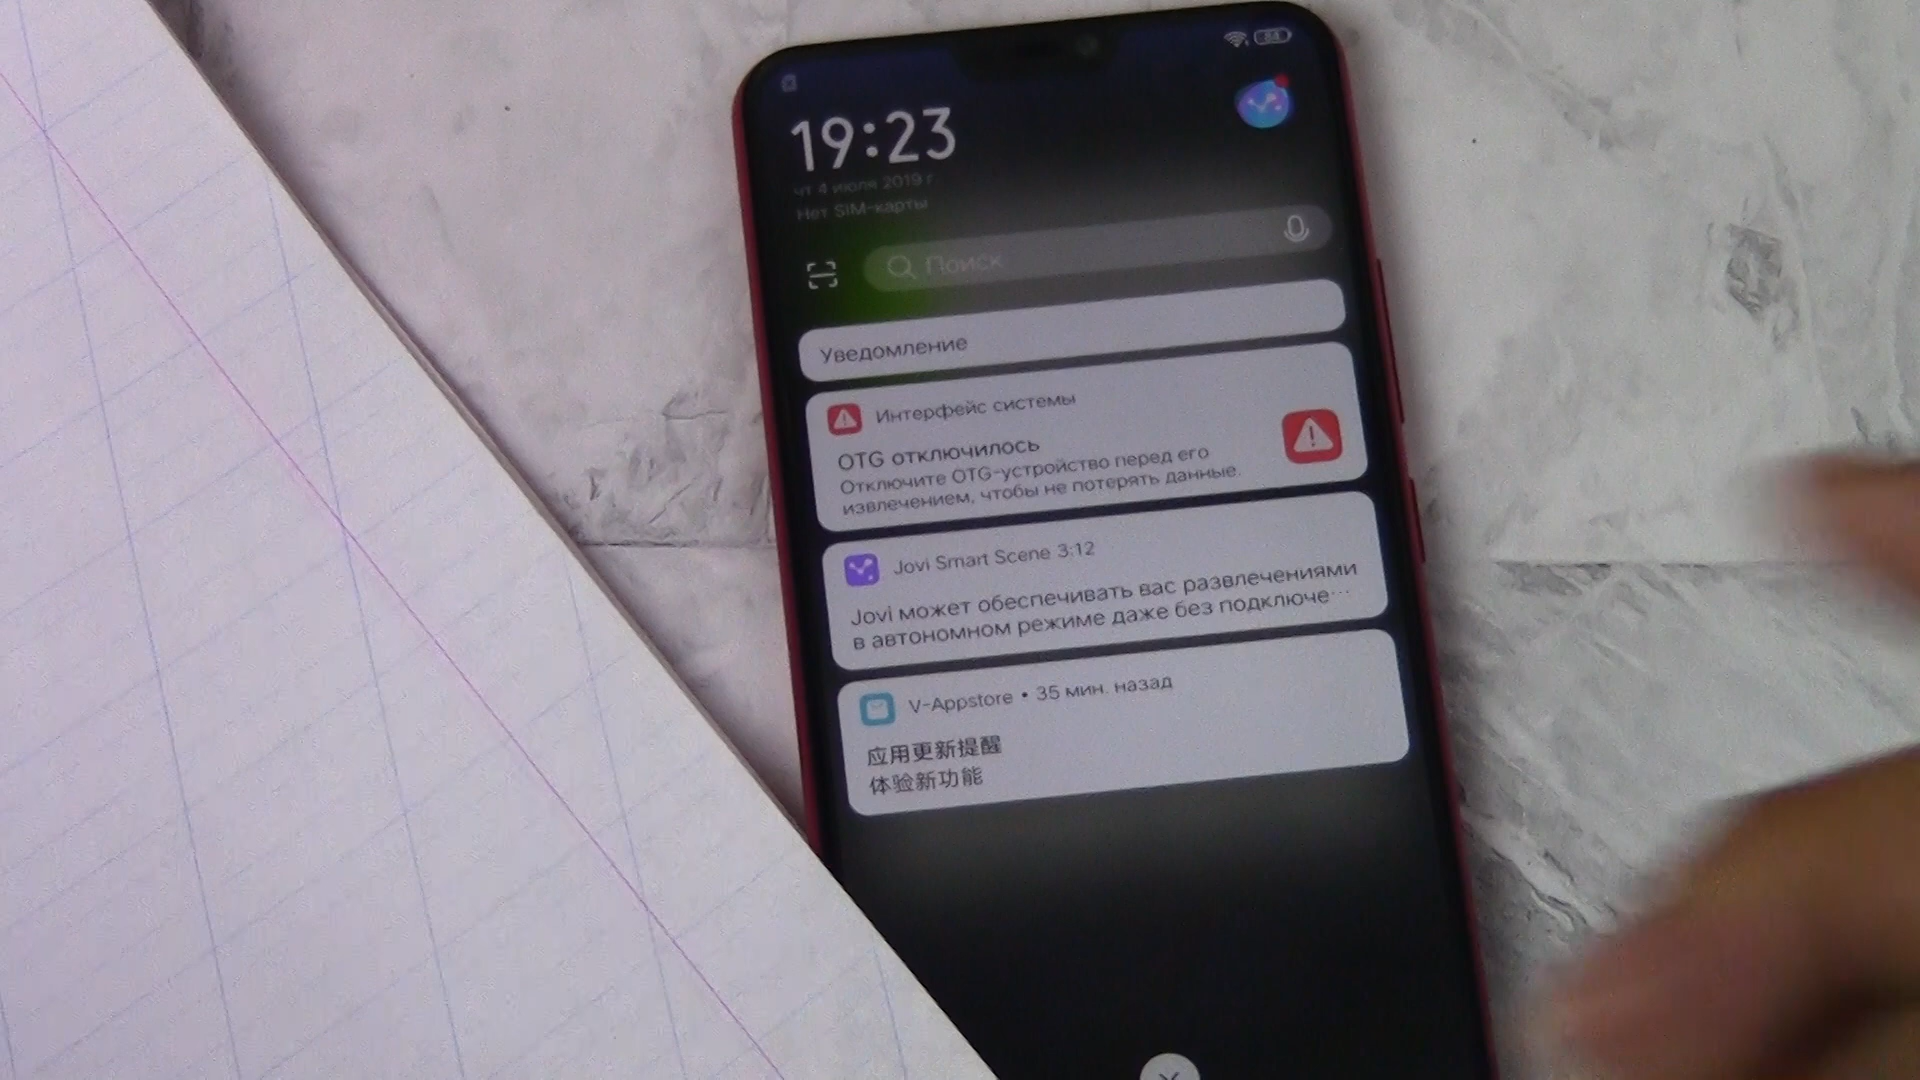 84
19:23
чт 4 июля 2019 г.
Нет SIM-карты
Поиск
Уведомление
Интерфейс системы
OTG отключилось
Отключите OTG-устройство перед его
извлечением, чтобы не потерять данные.
Jovi Smart Scene 3:12
Jovi может обеспечивать вас развлечениями
в автономном режиме даже без подключе…
V-Appstore • 35 мин. назад
应用更新提醒
体验新功能